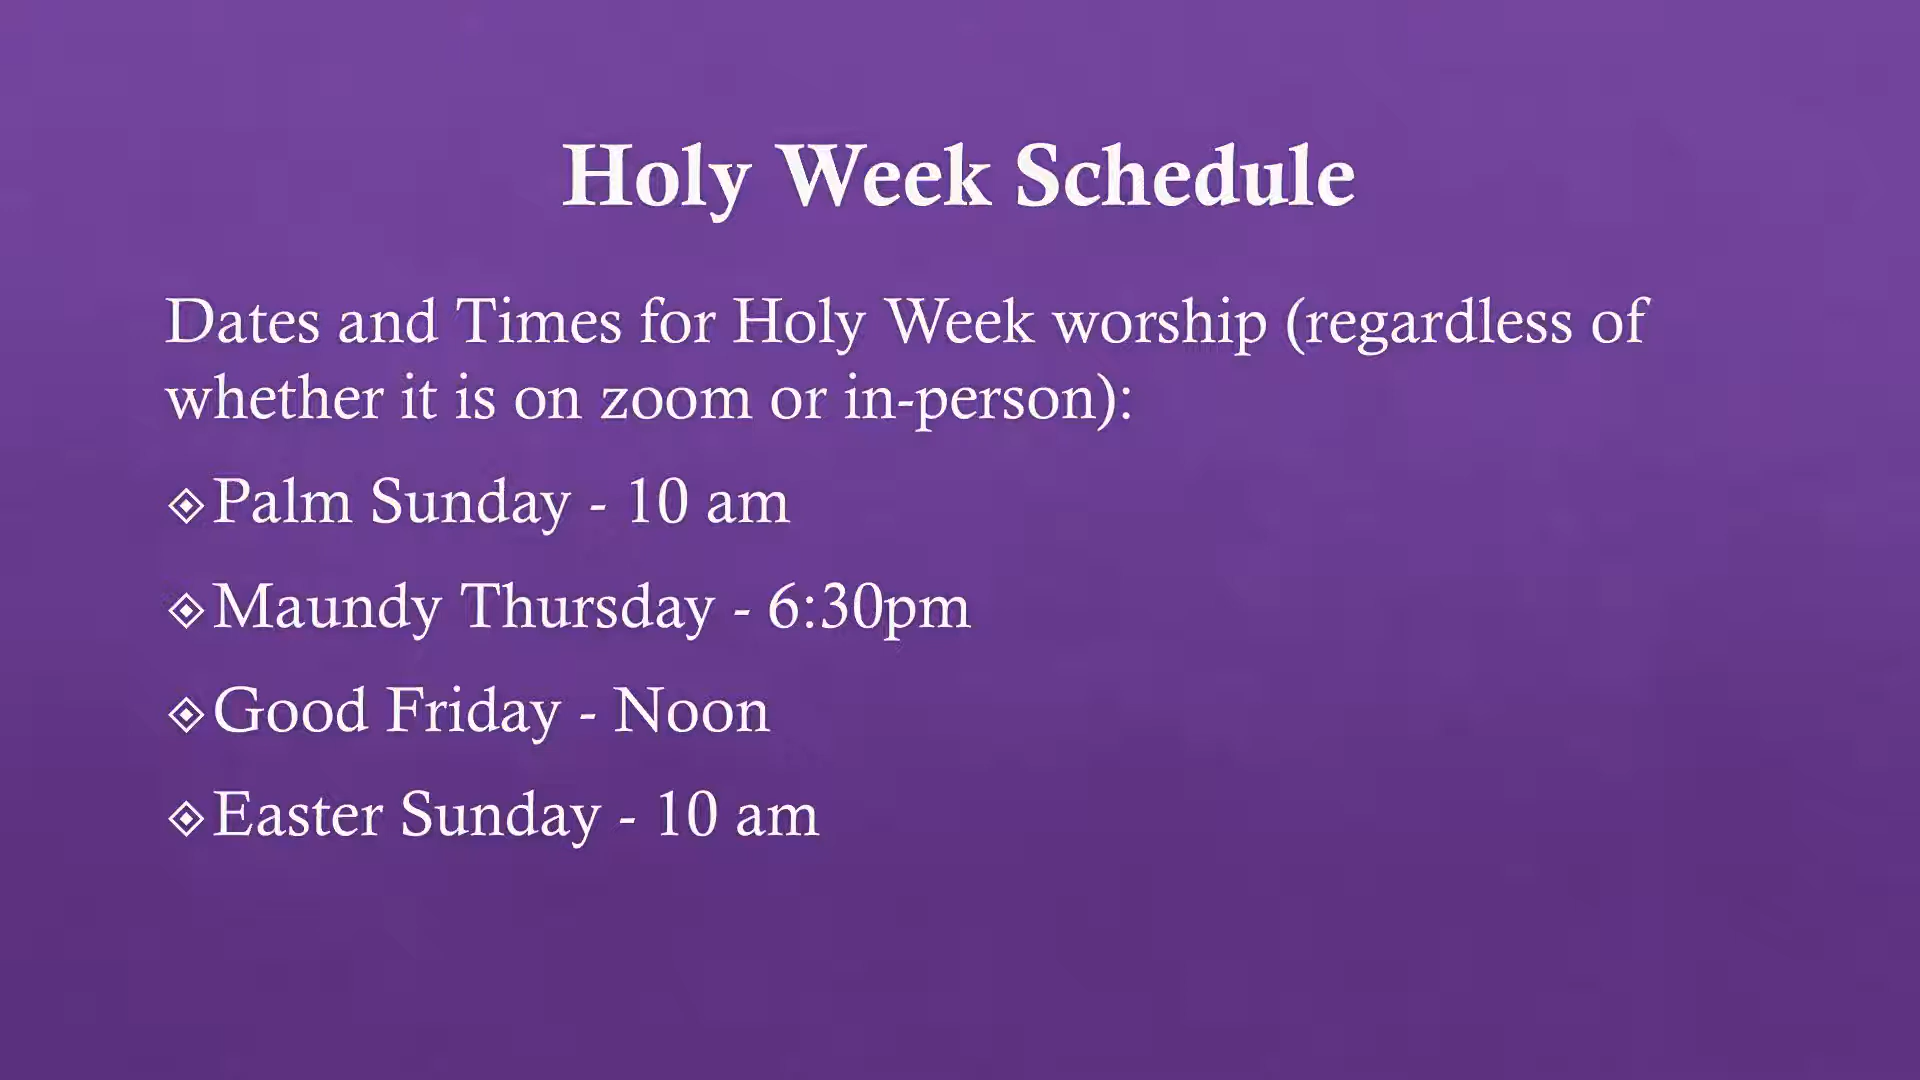 Holy Week Schedule
Dates and Times for Holy Week worship (regardless of
whether it is on zoom or in-person):
Palm Sunday - 10 am
Maundy Thursday - 6:30pm
Good Friday - Noon
Easter Sunday - 10 am